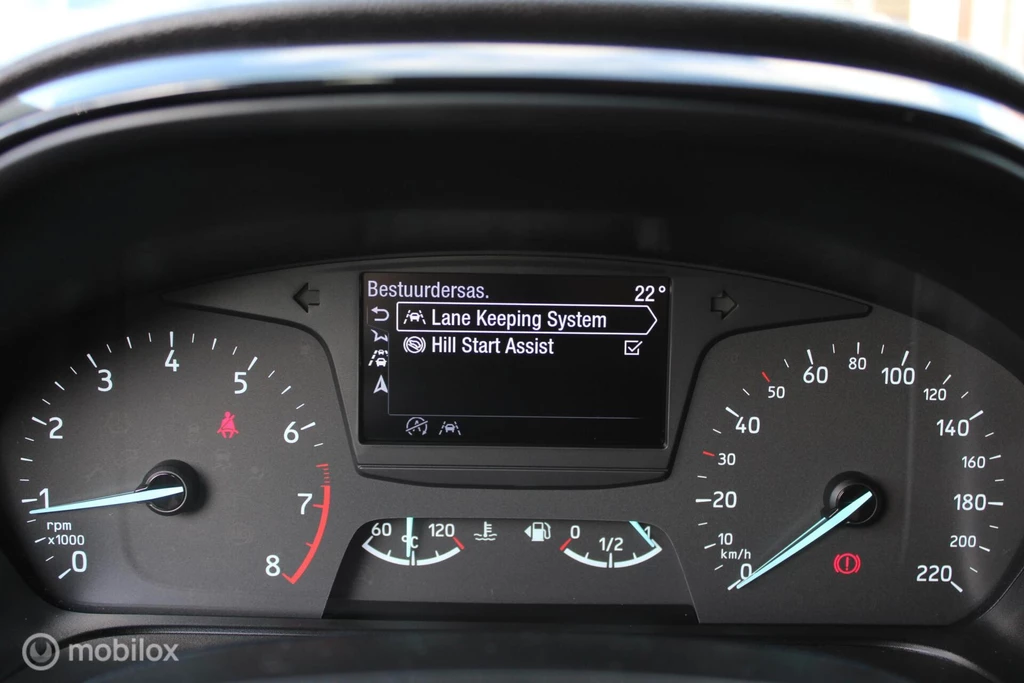 Bestuurdersas. 22°
Lane Keeping System
Hill Start Assist
0 1 2 3 4 5 6 7 8
rpm
x1000
60 °C 120
0 1/2 1
0 10 20 30 40 50 60 80 100 120 140 160 180 200 220
km/h
mobilox